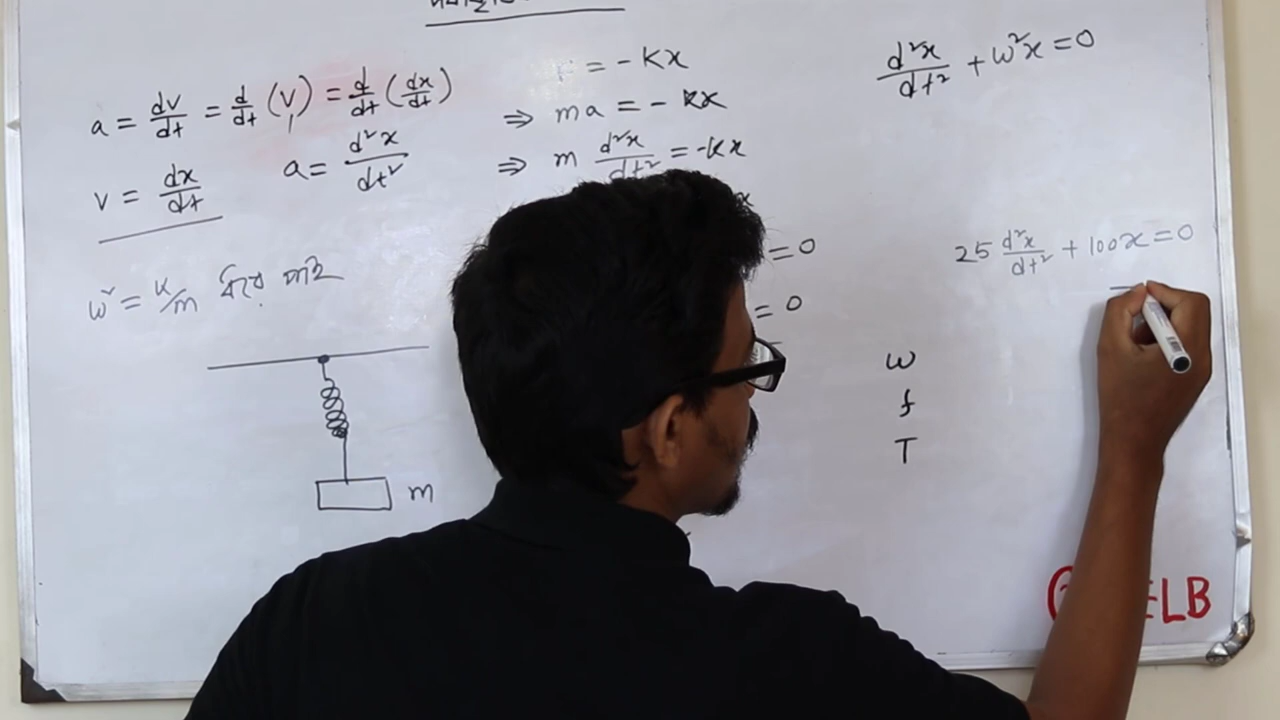 a = dv/dt = d/dt (v) = d/dt (dx/dt)
v = dx/dt
a = d²x/dt²
ω² = k/m ধরে পাই
m
F = -kx
⇒ ma = -kx
⇒ m d²x/dt² = -kx
x
= 0
= 0
d²x/dt² + ω²x = 0
25 d²x/dt² + 100x = 0
ω
f
T
ELB